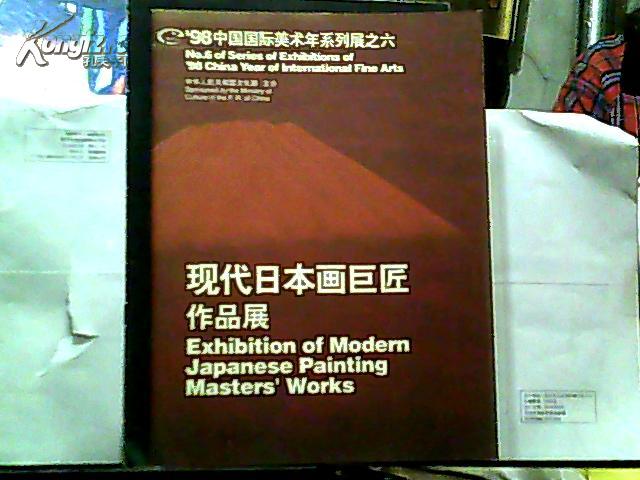 '98中国国际美术年系列展之六
No.6 of Series of Exhibitions of
'98 China Year of International Fine Arts
中华人民共和国文化部 主办
Sponsored by the Ministry of
Culture of the P. R. of China
现代日本画巨匠
作品展
Exhibition of Modern
Japanese Painting
Masters' Works